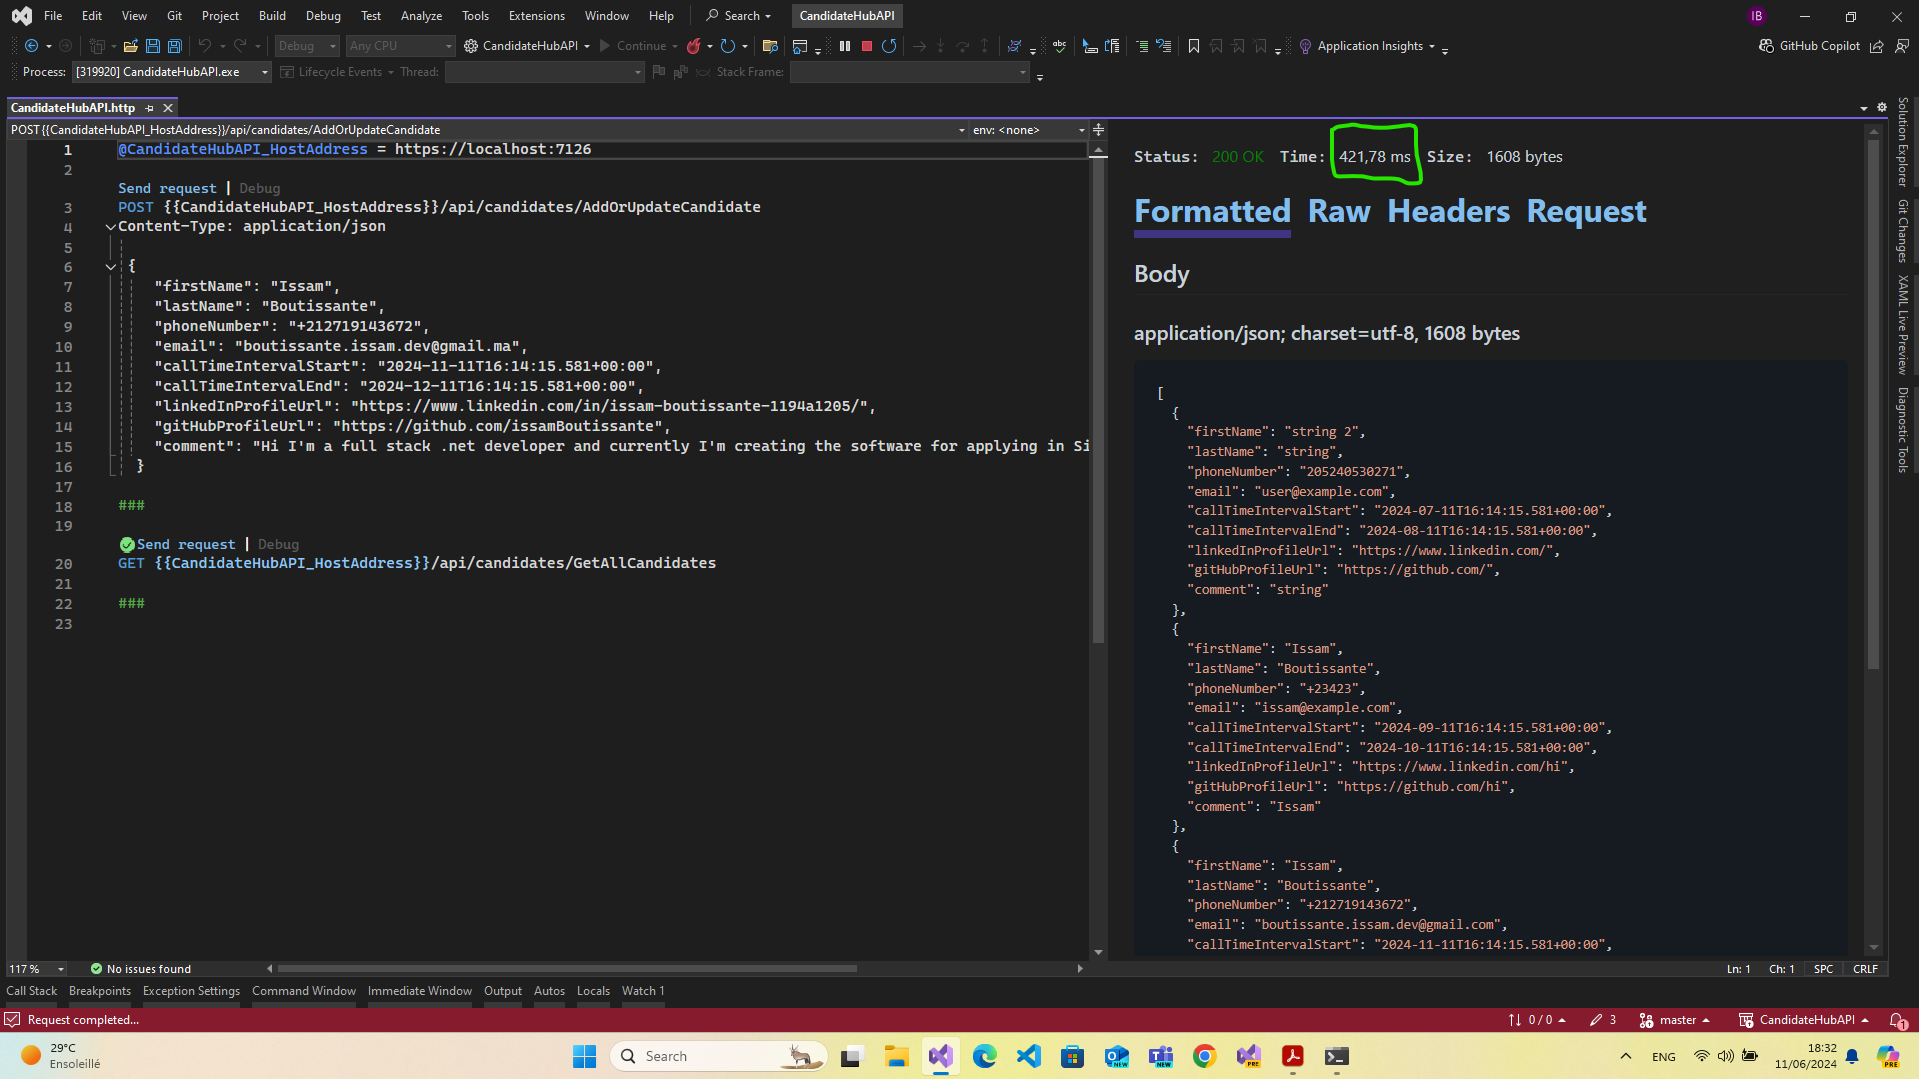 File Edit View Git Project Build Debug Test Analyze Tools Extensions Window Help Search CandidateHubAPI IB
Debug Any CPU CandidateHubAPI Continue Application Insights GitHub Copilot
Process: [319920] CandidateHubAPI.exe Lifecycle Events Thread: Stack Frame:
CandidateHubAPI.http
POST {{CandidateHubAPI_HostAddress}}/api/candidates/AddOrUpdateCandidate env: <none>
1 @CandidateHubAPI_HostAddress = https://localhost:7126
2
Send request | Debug
3 POST {{CandidateHubAPI_HostAddress}}/api/candidates/AddOrUpdateCandidate
4 Content-Type: application/json
5
6 {
7 "firstName": "Issam",
8 "lastName": "Boutissante",
9 "phoneNumber": "+212719143672",
10 "email": "boutissante.issam.dev@gmail.ma",
11 "callTimeIntervalStart": "2024-11-11T16:14:15.581+00:00",
12 "callTimeIntervalEnd": "2024-12-11T16:14:15.581+00:00",
13 "linkedInProfileUrl": "https://www.linkedin.com/in/issam-boutissante-1194a1205/",
14 "gitHubProfileUrl": "https://github.com/issamBoutissante",
15 "comment": "Hi I'm a full stack .net developer and currently I'm creating the software for applying in Si
16 }
17
18 ###
19
Send request | Debug
20 GET {{CandidateHubAPI_HostAddress}}/api/candidates/GetAllCandidates
21
22 ###
23
Status: 200 OK Time: 421,78 ms Size: 1608 bytes
Formatted Raw Headers Request
Body
application/json; charset=utf-8, 1608 bytes
[
{
"firstName": "string 2",
"lastName": "string",
"phoneNumber": "205240530271",
"email": "user@example.com",
"callTimeIntervalStart": "2024-07-11T16:14:15.581+00:00",
"callTimeIntervalEnd": "2024-08-11T16:14:15.581+00:00",
"linkedInProfileUrl": "https://www.linkedin.com/",
"gitHubProfileUrl": "https://github.com/",
"comment": "string"
},
{
"firstName": "Issam",
"lastName": "Boutissante",
"phoneNumber": "+23423",
"email": "issam@example.com",
"callTimeIntervalStart": "2024-09-11T16:14:15.581+00:00",
"callTimeIntervalEnd": "2024-10-11T16:14:15.581+00:00",
"linkedInProfileUrl": "https://www.linkedin.com/hi",
"gitHubProfileUrl": "https://github.com/hi",
"comment": "Issam"
},
{
"firstName": "Issam",
"lastName": "Boutissante",
"phoneNumber": "+212719143672",
"email": "boutissante.issam.dev@gmail.com",
"callTimeIntervalStart": "2024-11-11T16:14:15.581+00:00",
Solution Explorer
Git Changes
XAML Live Preview
Diagnostic Tools
117 % No issues found Ln: 1 Ch: 1 SPC CRLF
Call Stack Breakpoints Exception Settings Command Window Immediate Window Output Autos Locals Watch 1
Request completed... 0 / 0 3 master CandidateHubAPI 1
29°C
Ensoleillé
Search
ENG
18:32
11/06/2024